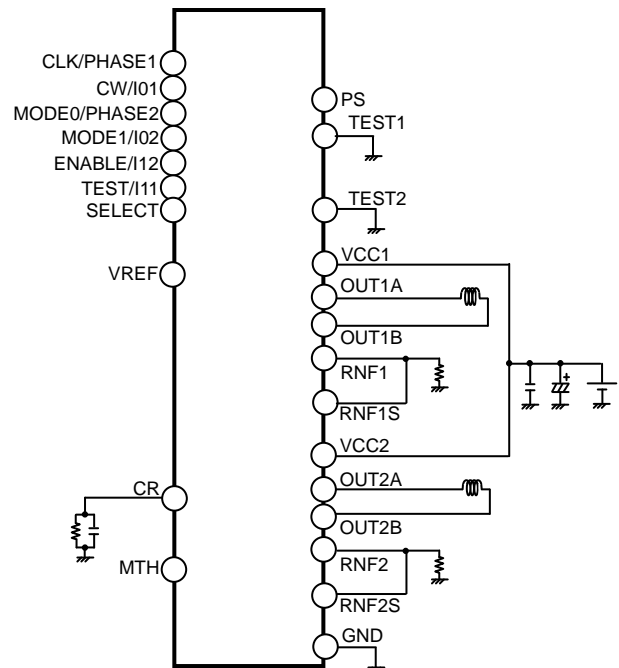 CLK/PHASE1
CW/I01
MODE0/PHASE2
MODE1/I02
ENABLE/I12
TEST/I11
SELECT
VREF
CR
MTH
PS
TEST1
TEST2
VCC1
OUT1A
OUT1B
RNF1
RNF1S
VCC2
OUT2A
OUT2B
RNF2
RNF2S
GND
+